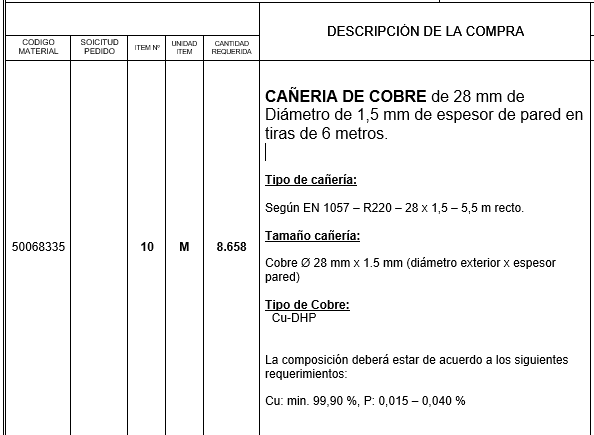 DESCRIPCIÓN DE LA COMPRA
CODIGO MATERIAL
SOICITUD PEDIDO
ITEM Nº
UNIDAD ITEM
CANTIDAD REQUERIDA
50068335
10
M
8.658
CAÑERIA DE COBRE de 28 mm de
Diámetro de 1,5 mm de espesor de pared en
tiras de 6 metros.
Tipo de cañería:
Según EN 1057 – R220 – 28 x 1,5 – 5,5 m recto.
Tamaño cañería:
Cobre Ø 28 mm x 1.5 mm (diámetro exterior x espesor
pared)
Tipo de Cobre:
Cu-DHP
La composición deberá estar de acuerdo a los siguientes
requerimientos:
Cu: min. 99,90 %, P: 0,015 – 0,040 %